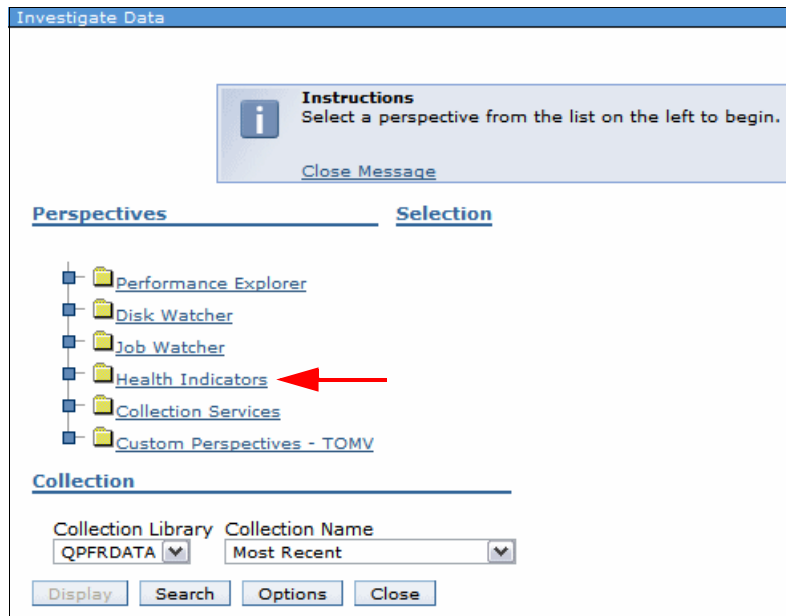 Investigate Data
Instructions
Select a perspective from the list on the left to begin.
Close Message
Perspectives
Selection
Performance Explorer
Disk Watcher
Job Watcher
Health Indicators
Collection Services
Custom Perspectives - TOMV
Collection
Collection Library Collection Name
QPFRDATA Most Recent
Display Search Options Close